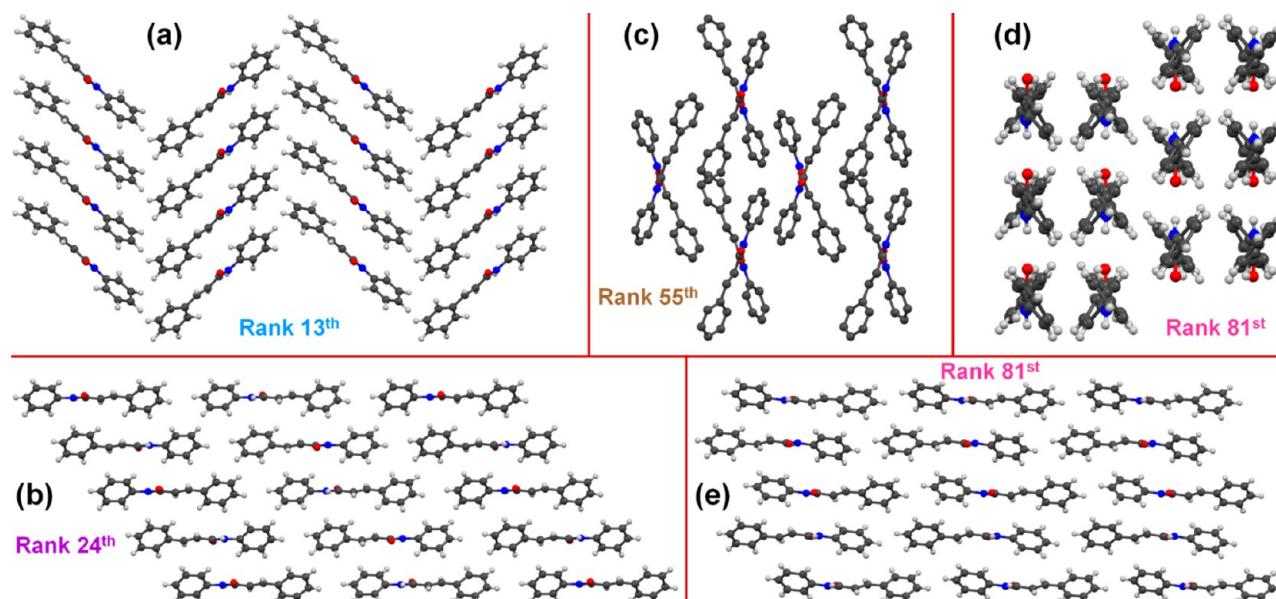 (a)
(c)
(d)
Rank 13th
Rank 55th
Rank 81st
Rank 81st
(b)
(e)
Rank 24th